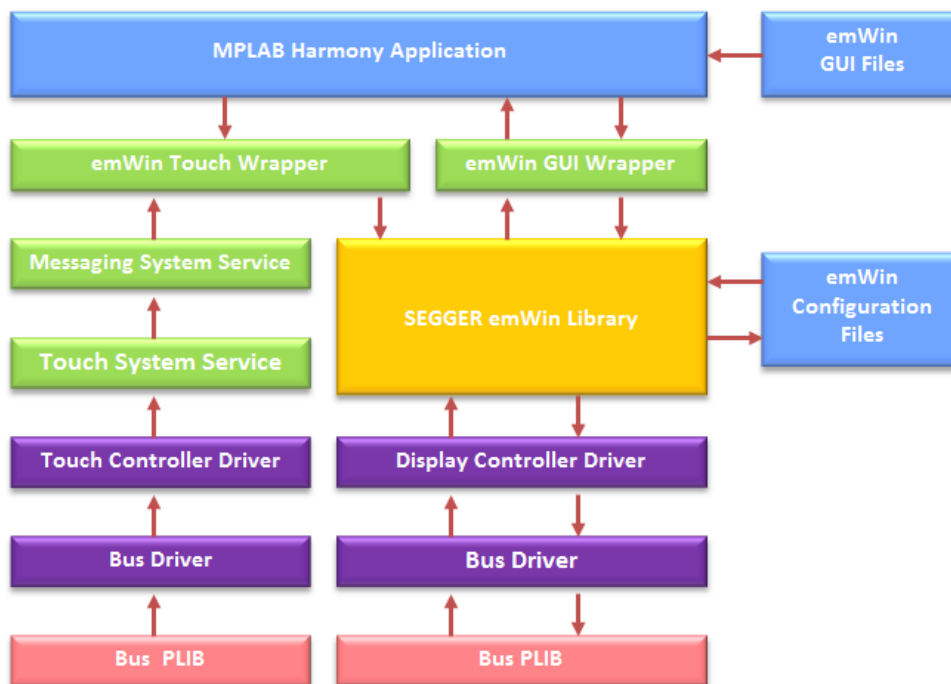 MPLAB Harmony Application
emWin
GUI Files
emWin Touch Wrapper
emWin GUI Wrapper
Messaging System Service
SEGGER emWin Library
emWin
Configuration
Files
Touch System Service
Touch Controller Driver
Display Controller Driver
Bus Driver
Bus Driver
Bus PLIB
Bus PLIB